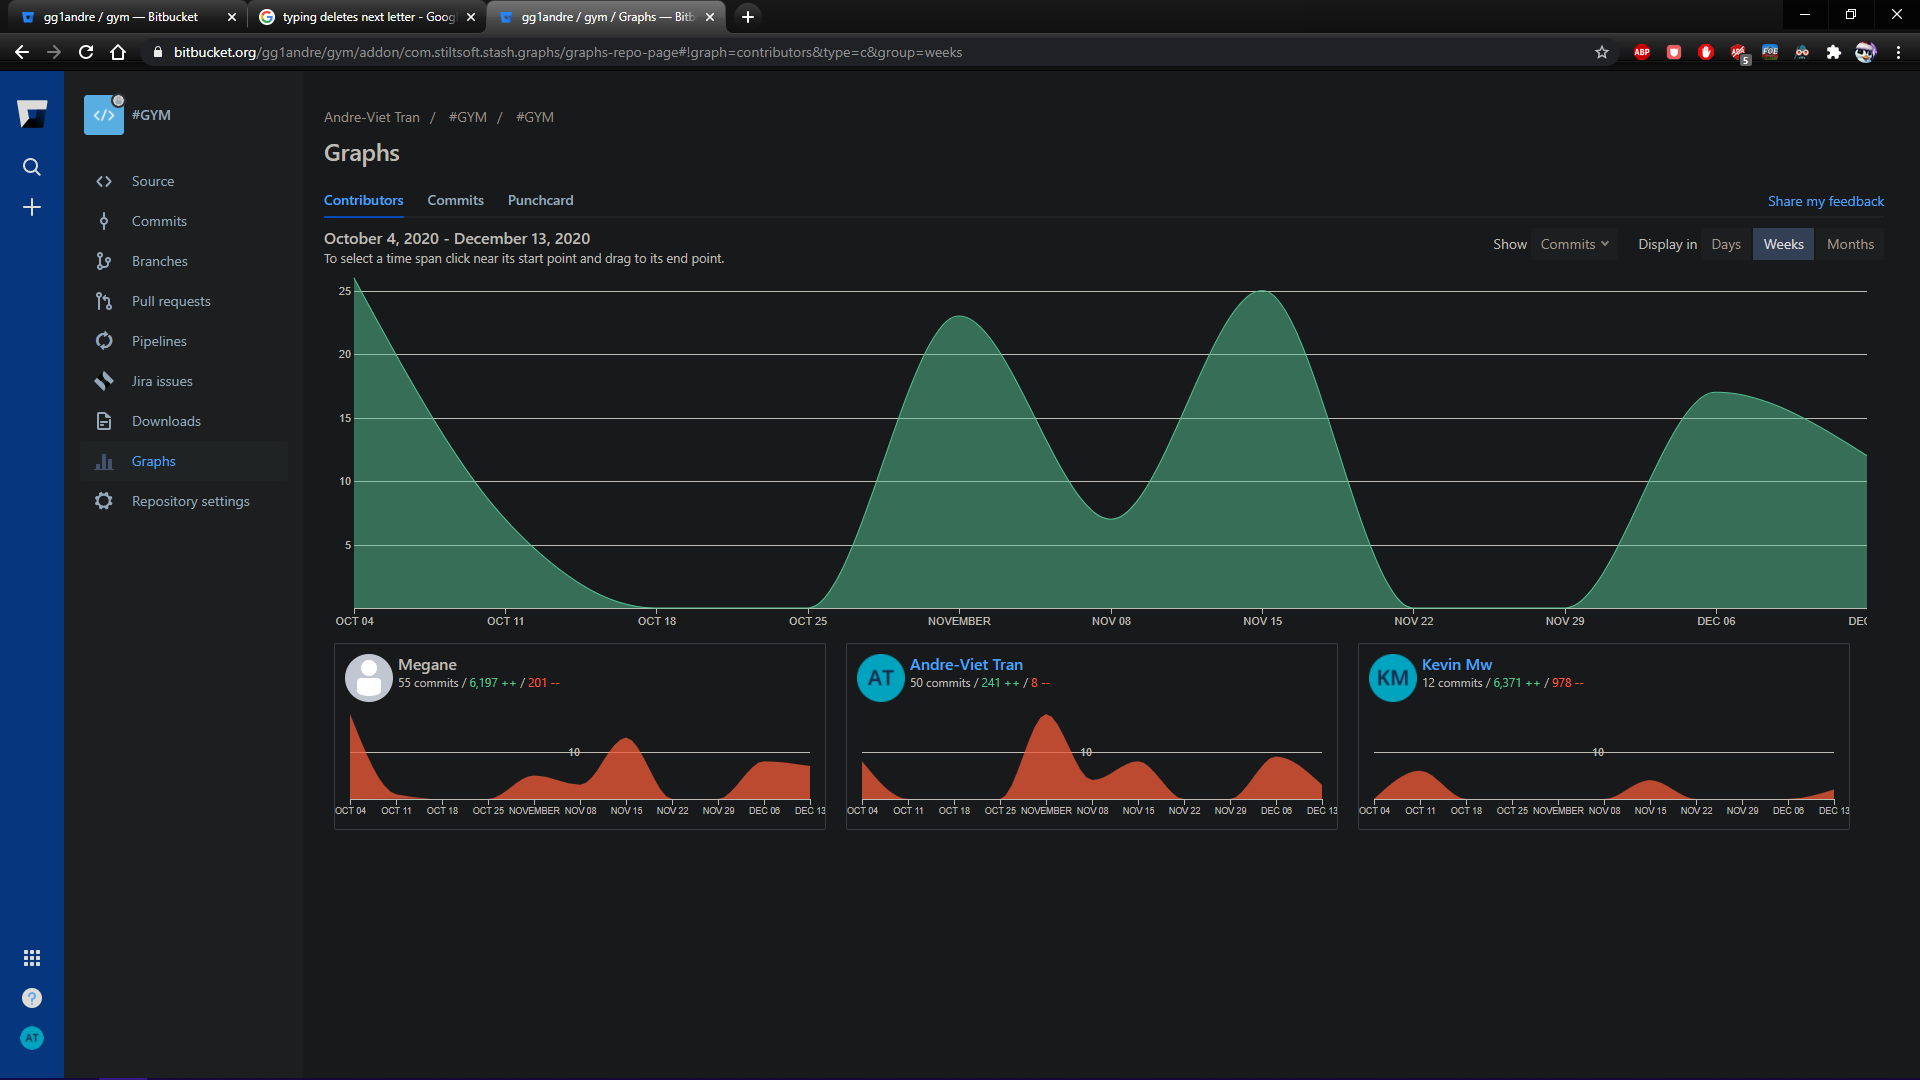 gg1andre / gym — Bitbucket
typing deletes next letter - Goog
gg1andre / gym / Graphs — Bitb
bitbucket.org/gg1andre/gym/addon/com.stiltsoft.stash.graphs/graphs-repo-page#!graph=contributors&type=c&group=weeks
ABP
5
FOE
</> #GYM
Source
Commits
Branches
Pull requests
Pipelines
Jira issues
Downloads
Graphs
Repository settings
?
AT
Andre-Viet Tran / #GYM / #GYM
Graphs
Contributors Commits Punchcard
Share my feedback
October 4, 2020 - December 13, 2020
To select a time span click near its start point and drag to its end point.
Show Commits Display in Days Weeks Months
25
20
15
10
5
OCT 04 OCT 11 OCT 18 OCT 25 NOVEMBER NOV 08 NOV 15 NOV 22 NOV 29 DEC 06 DEC
Megane
55 commits / 6,197 ++ / 201 --
10
OCT 04 OCT 11 OCT 18 OCT 25 NOVEMBER NOV 08 NOV 15 NOV 22 NOV 29 DEC 06 DEC 13
AT
Andre-Viet Tran
50 commits / 241 ++ / 8 --
10
OCT 04 OCT 11 OCT 18 OCT 25 NOVEMBER NOV 08 NOV 15 NOV 22 NOV 29 DEC 06 DEC 13
KM
Kevin Mw
12 commits / 6,371 ++ / 978 --
10
OCT 04 OCT 11 OCT 18 OCT 25 NOVEMBER NOV 08 NOV 15 NOV 22 NOV 29 DEC 06 DEC 13